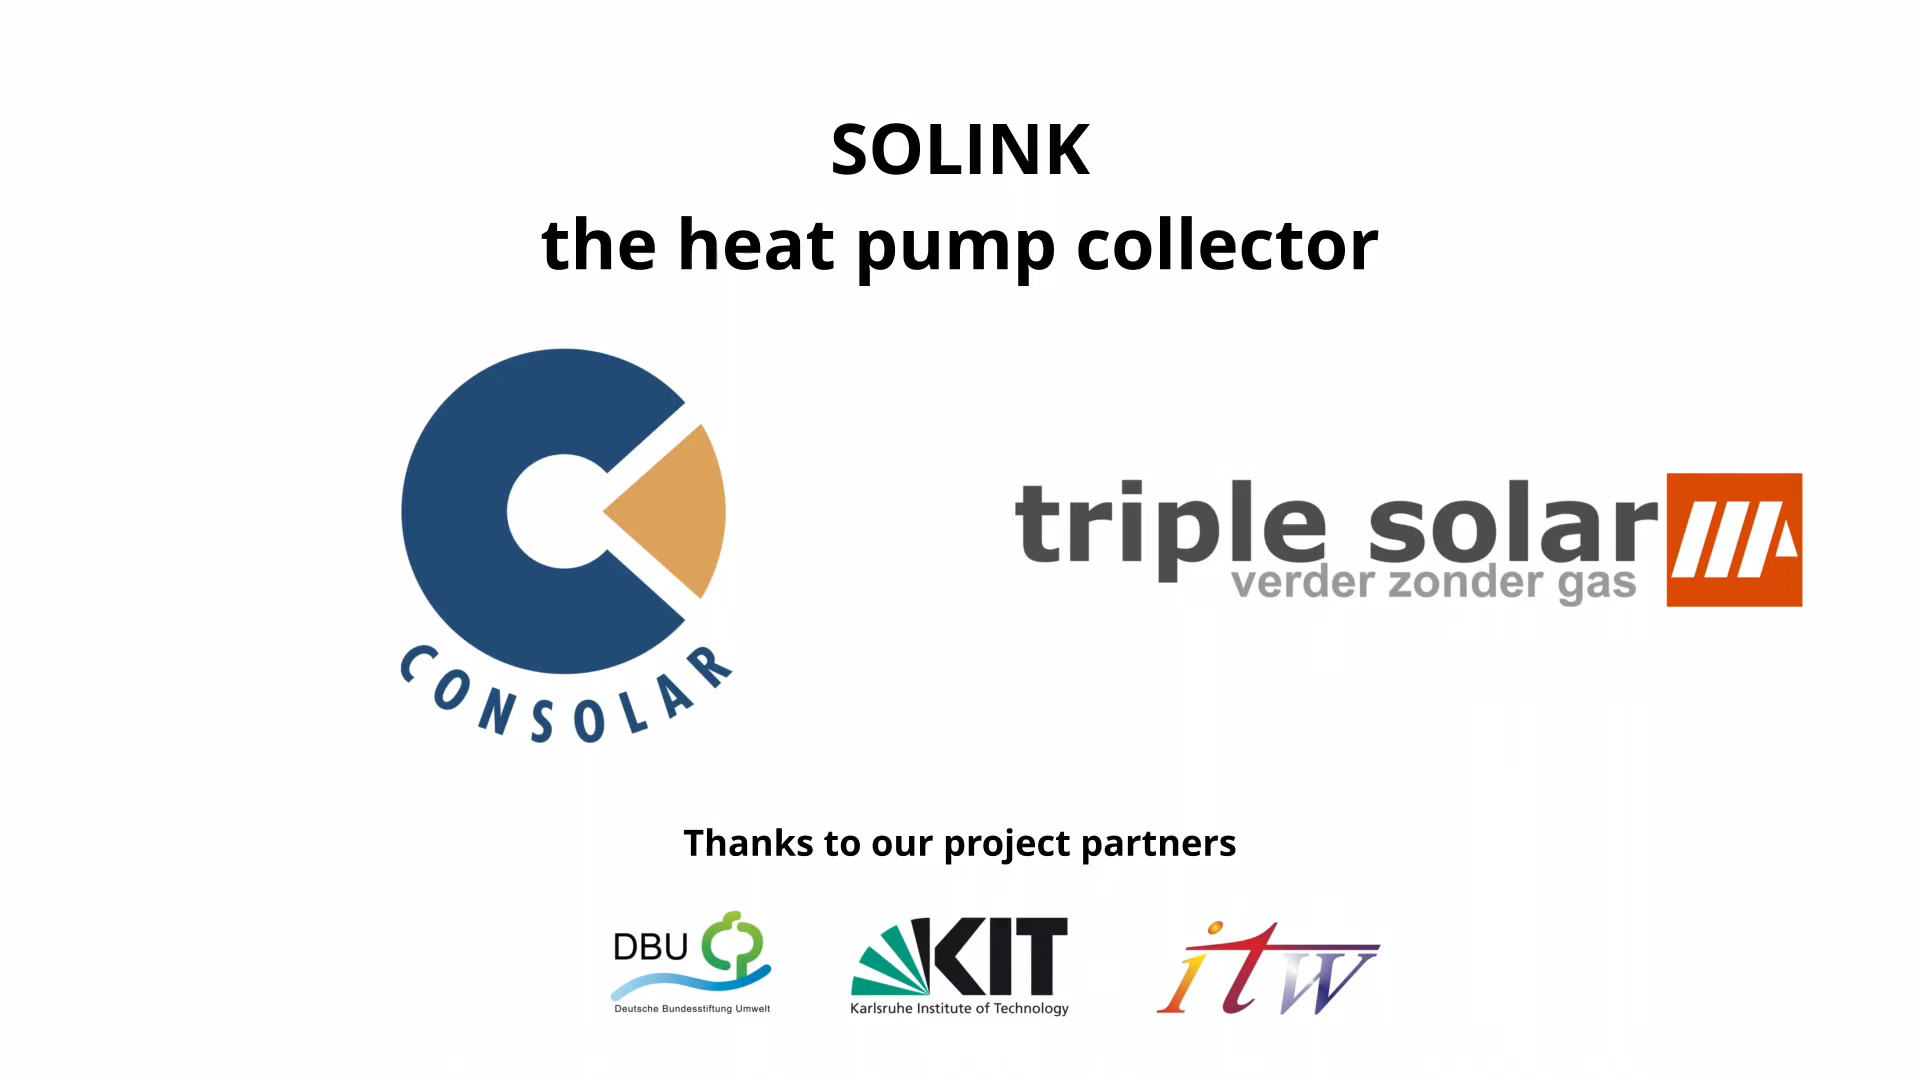 SOLINK
the heat pump collector
CONSOLAR
triple solar
verder zonder gas
Thanks to our project partners
DBU
Deutsche Bundesstiftung Umwelt
KIT
Karlsruhe Institute of Technology
itw